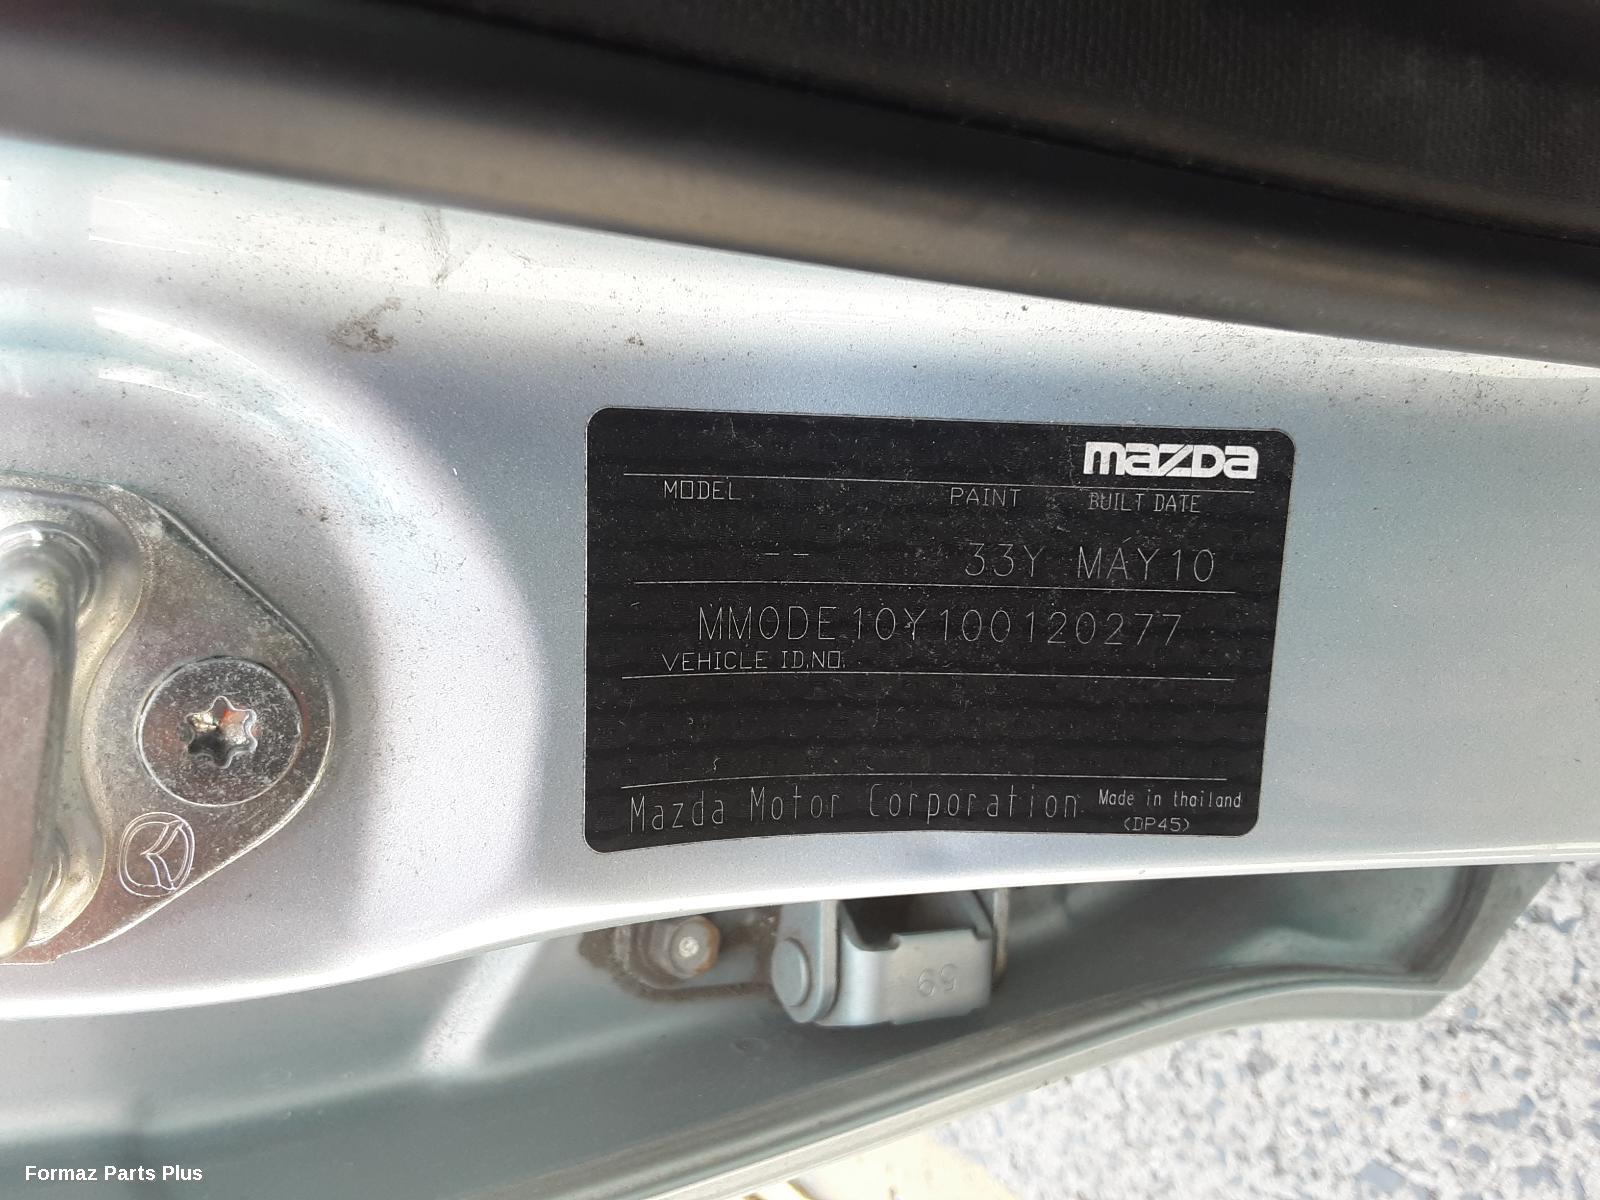 mazda
MODEL PAINT BUILT DATE
-- 33Y MAY10
MM0DE10Y100120277
VEHICLE ID.NO.
Mazda Motor Corporation Made in thailand
(DP45)
59
Formaz Parts Plus